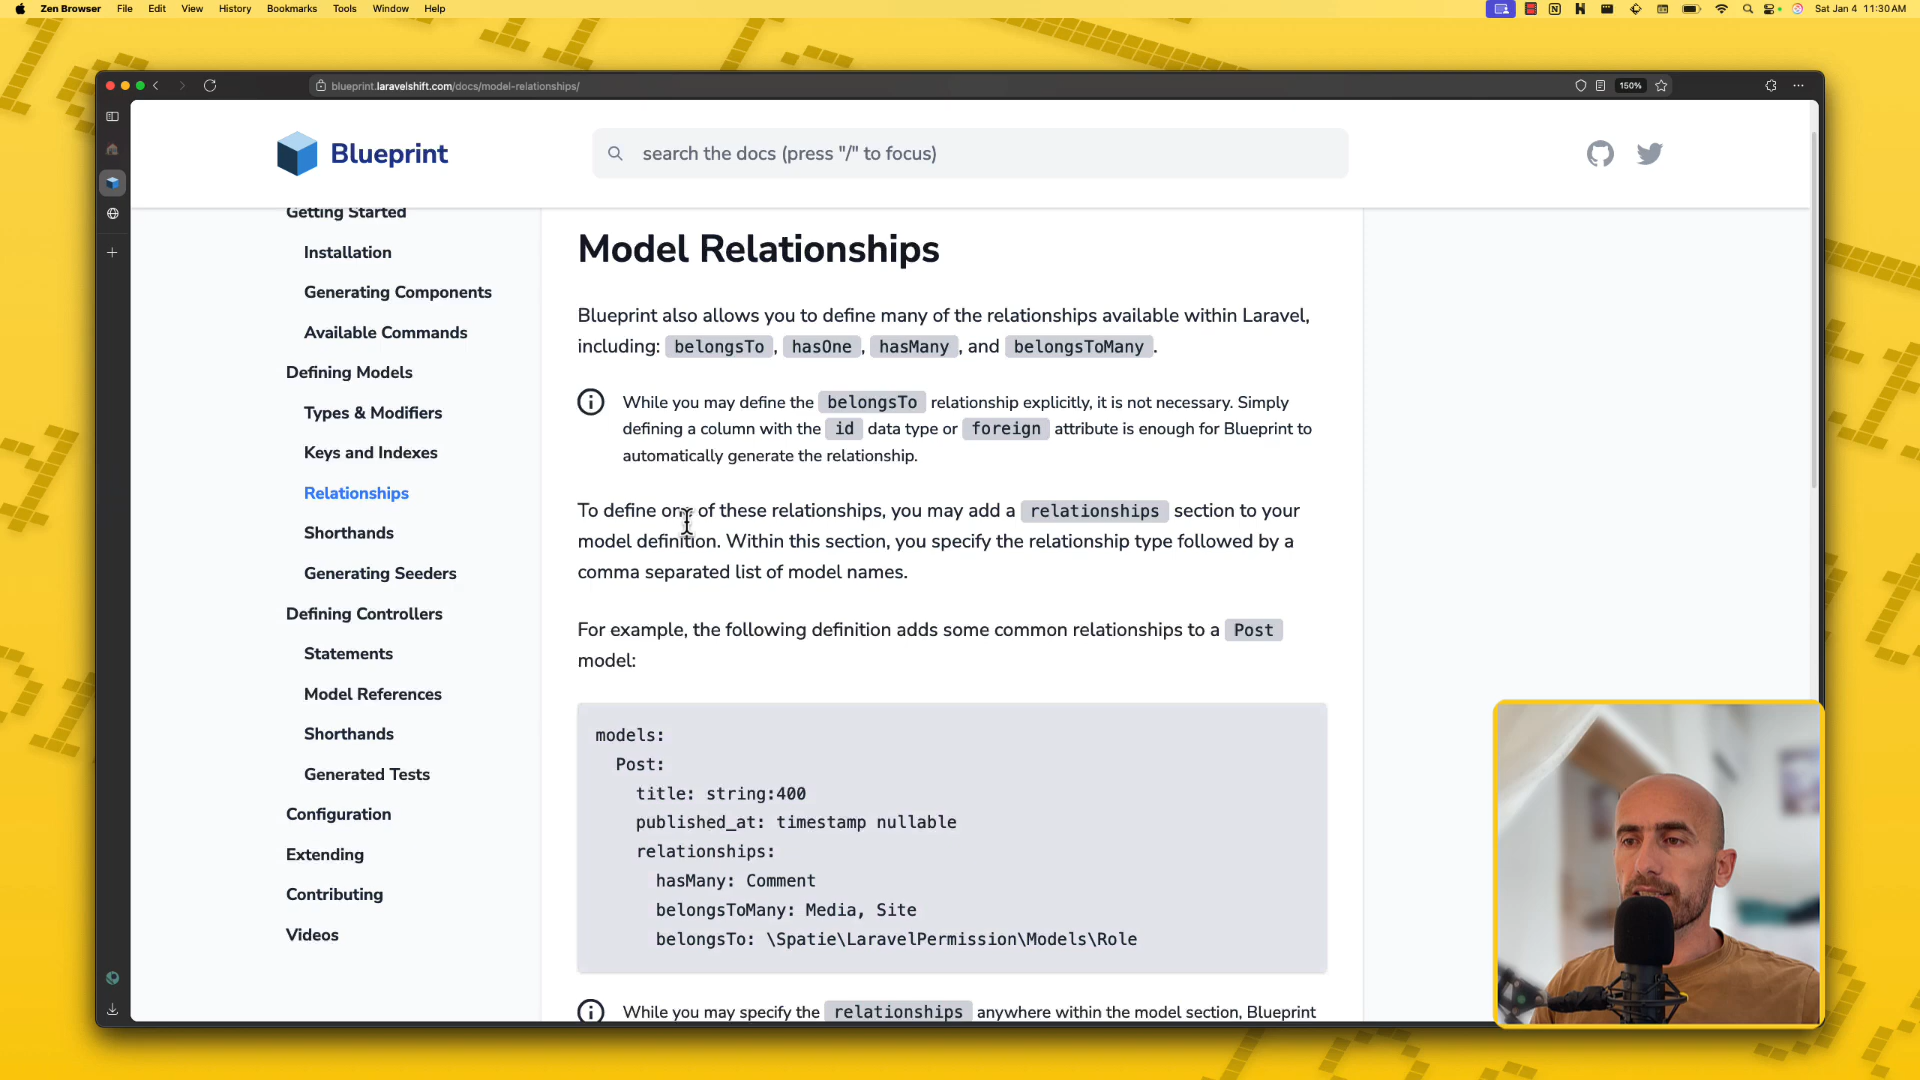 Zen Browser File Edit View History Bookmarks Tools Window Help
Sat Jan 4 11:30 AM
blueprint.laravelshift.com/docs/model-relationships/
150%
Blueprint
search the docs (press "/" to focus)
Getting Started
Installation
Generating Components
Available Commands
Defining Models
Types & Modifiers
Keys and Indexes
Relationships
Shorthands
Generating Seeders
Defining Controllers
Statements
Model References
Shorthands
Generated Tests
Configuration
Extending
Contributing
Videos
Model Relationships
Blueprint also allows you to define many of the relationships available within Laravel,
including: belongsTo , hasOne , hasMany , and belongsToMany .
While you may define the belongsTo relationship explicitly, it is not necessary. Simply
defining a column with the id data type or foreign attribute is enough for Blueprint to
automatically generate the relationship.
To define one of these relationships, you may add a relationships section to your
model definition. Within this section, you specify the relationship type followed by a
comma separated list of model names.
For example, the following definition adds some common relationships to a Post
model:
models:
Post:
title: string:400
published_at: timestamp nullable
relationships:
hasMany: Comment
belongsToMany: Media, Site
belongsTo: \Spatie\LaravelPermission\Models\Role
While you may specify the relationships anywhere within the model section, Blueprint